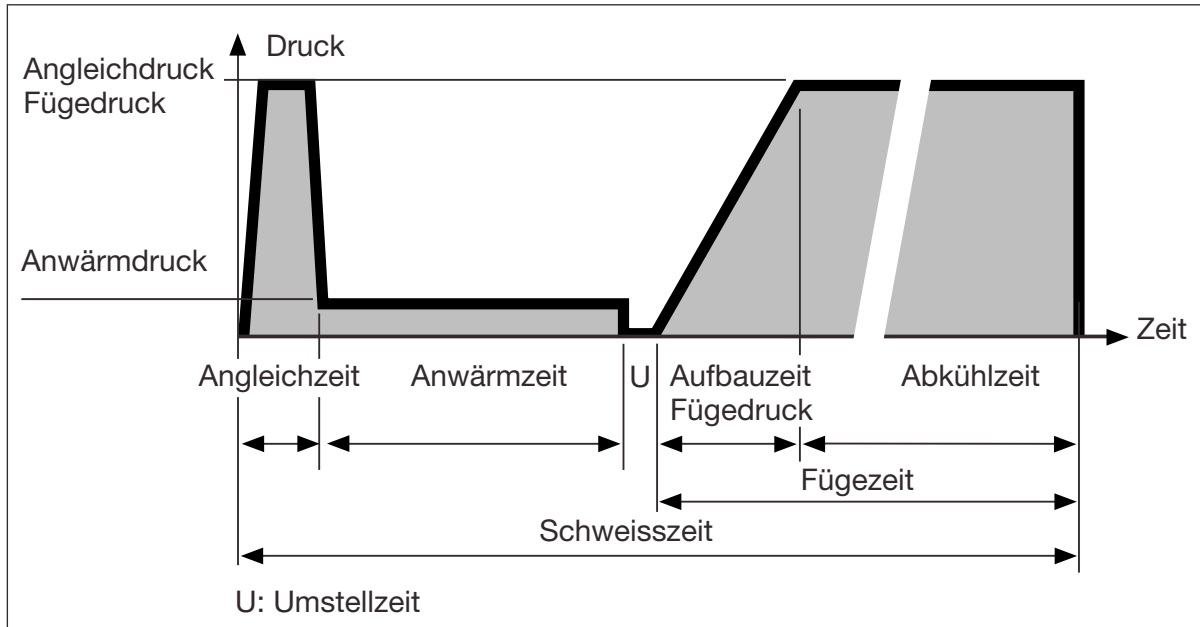 Druck
Angleichdruck
Fügedruck
Anwärmdruck
Zeit
Angleichzeit Anwärmzeit U Aufbauzeit Abkühlzeit
Fügedruck
Fügezeit
Schweisszeit
U: Umstellzeit